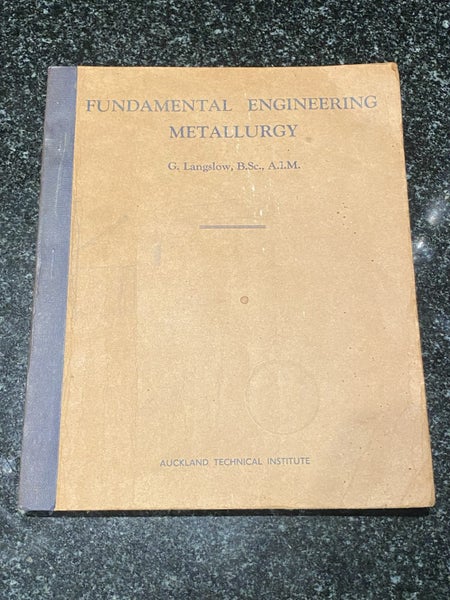 FUNDAMENTAL ENGINEERING
METALLURGY
G. Langslow, B.Sc., A.I.M.
AUCKLAND TECHNICAL INSTITUTE